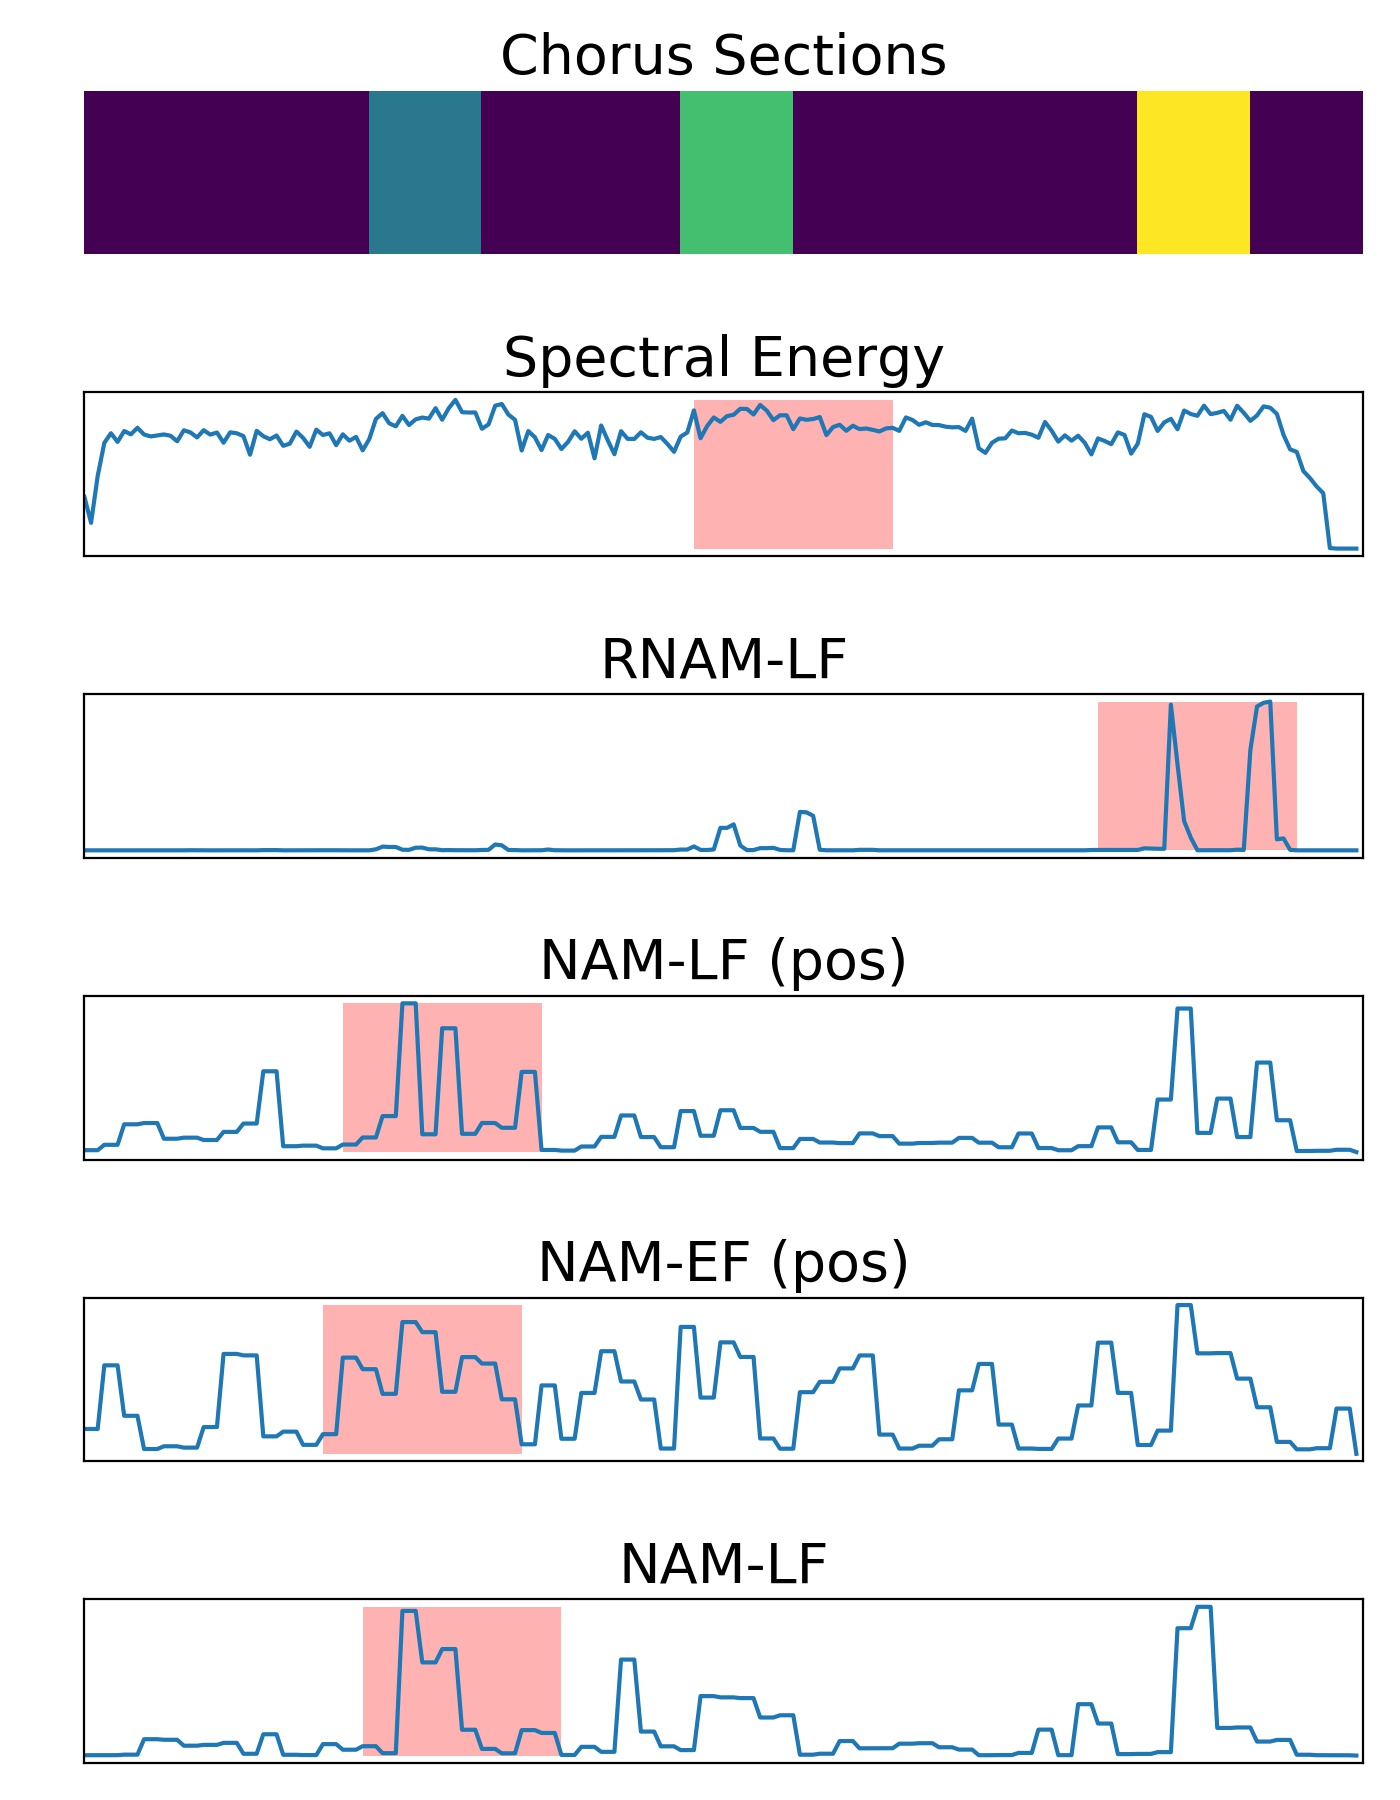 Chorus Sections
Spectral Energy
RNAM-LF
NAM-LF (pos)
NAM-EF (pos)
NAM-LF